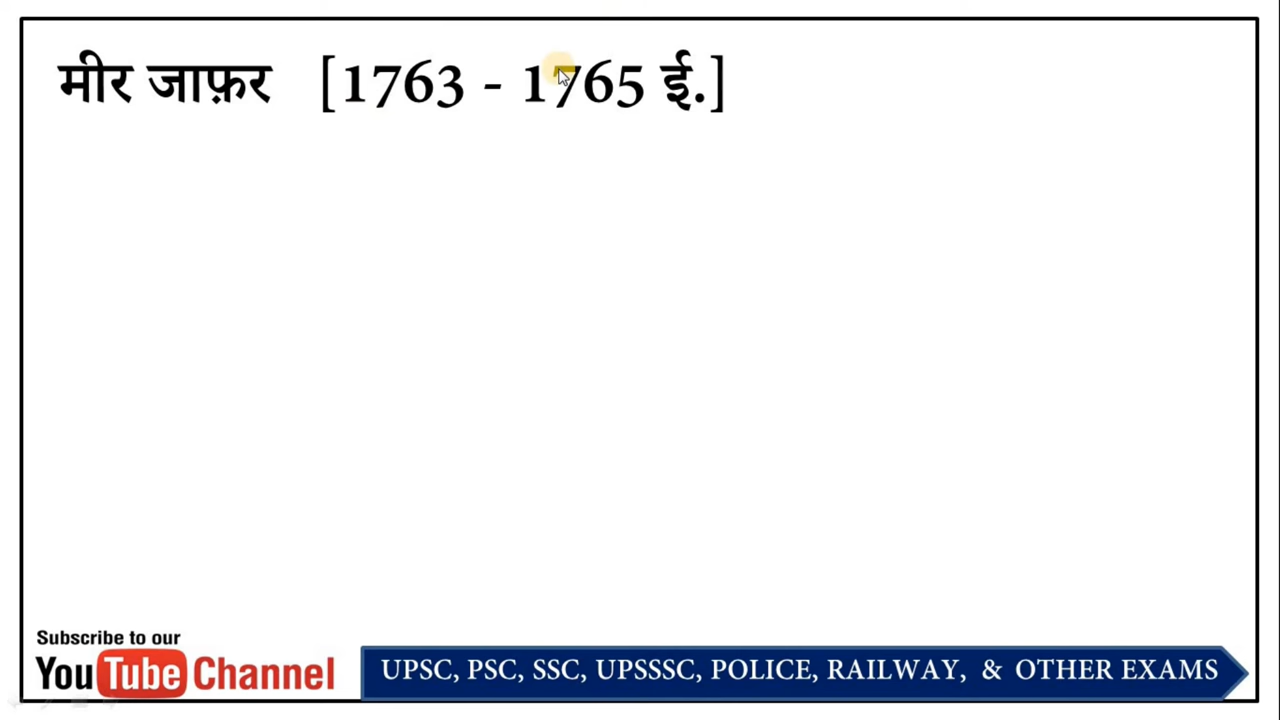 मीर जाफ़र [1763 - 1765 ई.]
Subscribe to our
YouTube Channel
UPSC, PSC, SSC, UPSSSC, POLICE, RAILWAY, & OTHER EXAMS